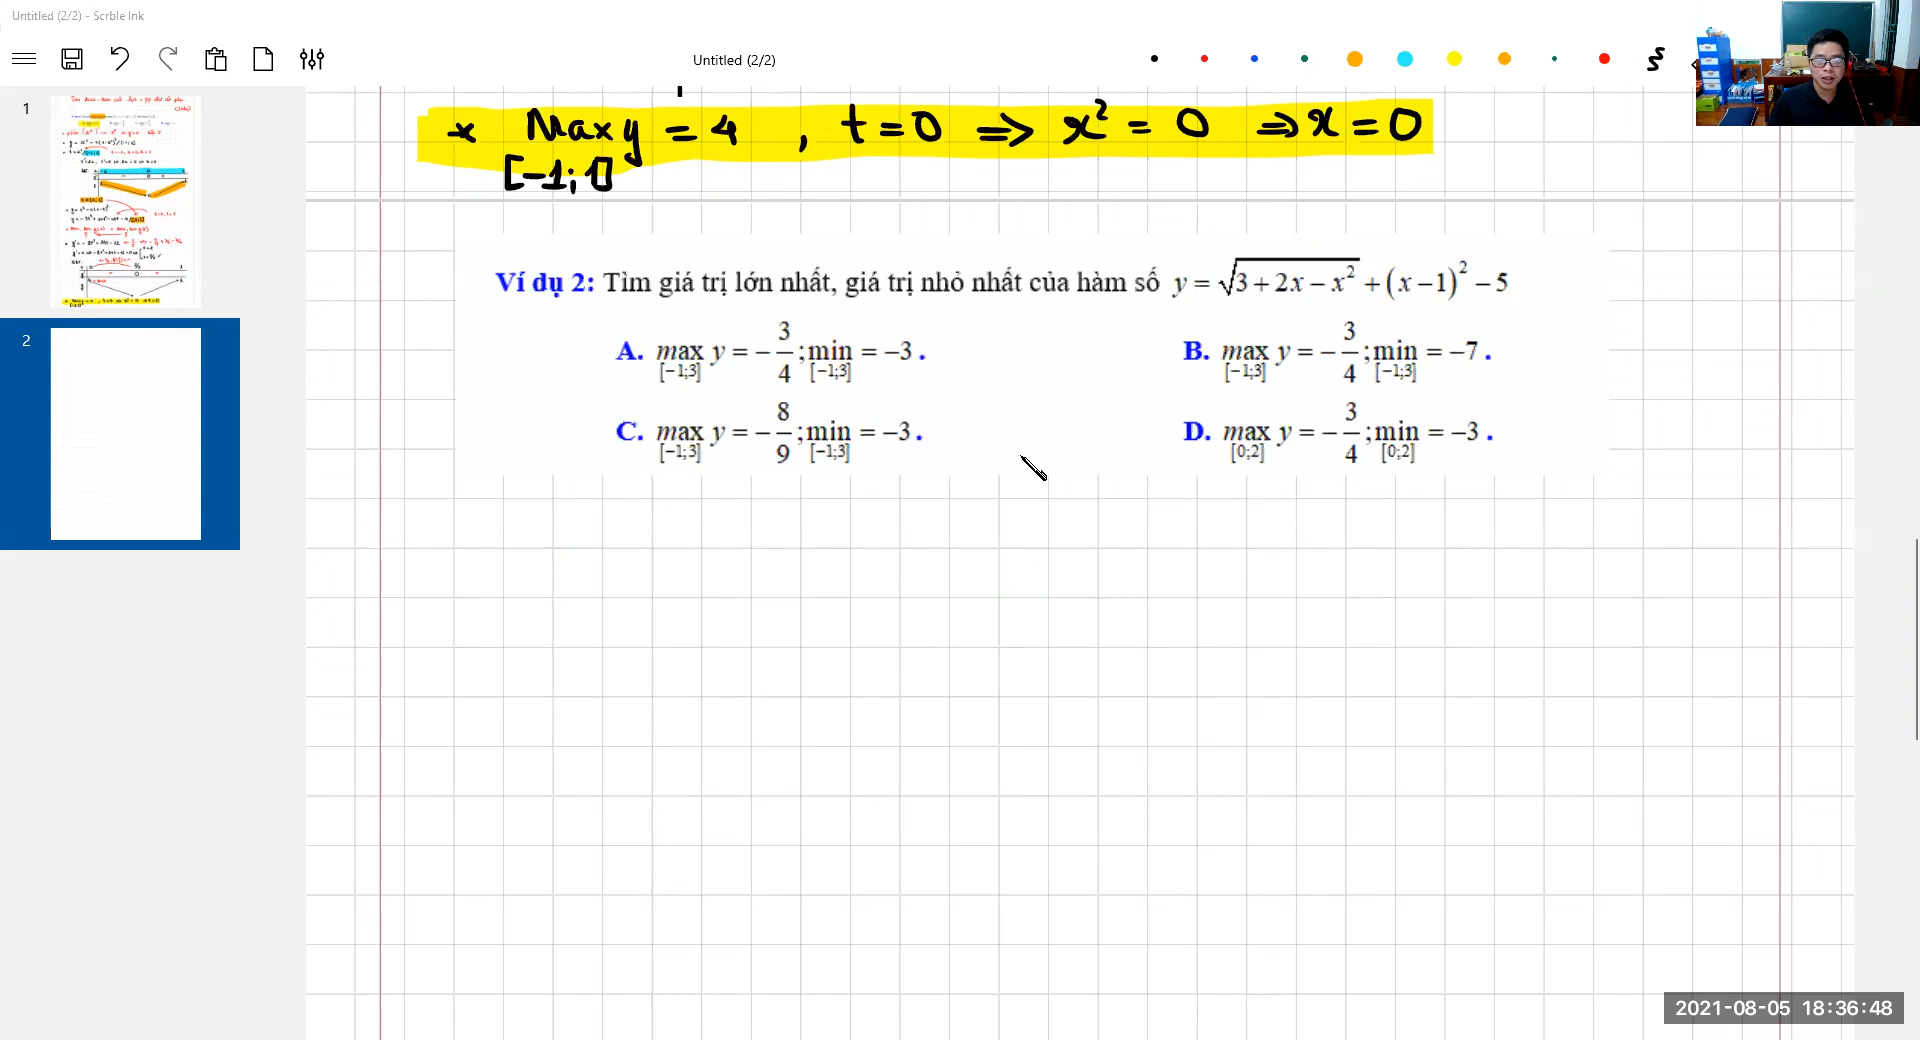 Untitled (2/2) - Scrble Ink
Untitled (2/2)
1
2
× Max y = 4 , t = 0 ⇒ x² = 0 ⇒ x = 0
[-1;1]
Ví dụ 2: Tìm giá trị lớn nhất, giá trị nhỏ nhất của hàm số y = √(3 + 2x − x²) + (x − 1)² − 5
A. max y = −3/4 ; min = −3 .
[−1;3] [−1;3]
B. max y = −3/4 ; min = −7 .
[−1;3] [−1;3]
C. max y = −8/9 ; min = −3 .
[−1;3] [−1;3]
D. max y = −3/4 ; min = −3 .
[0;2] [0;2]
2021-08-05 18:36:48